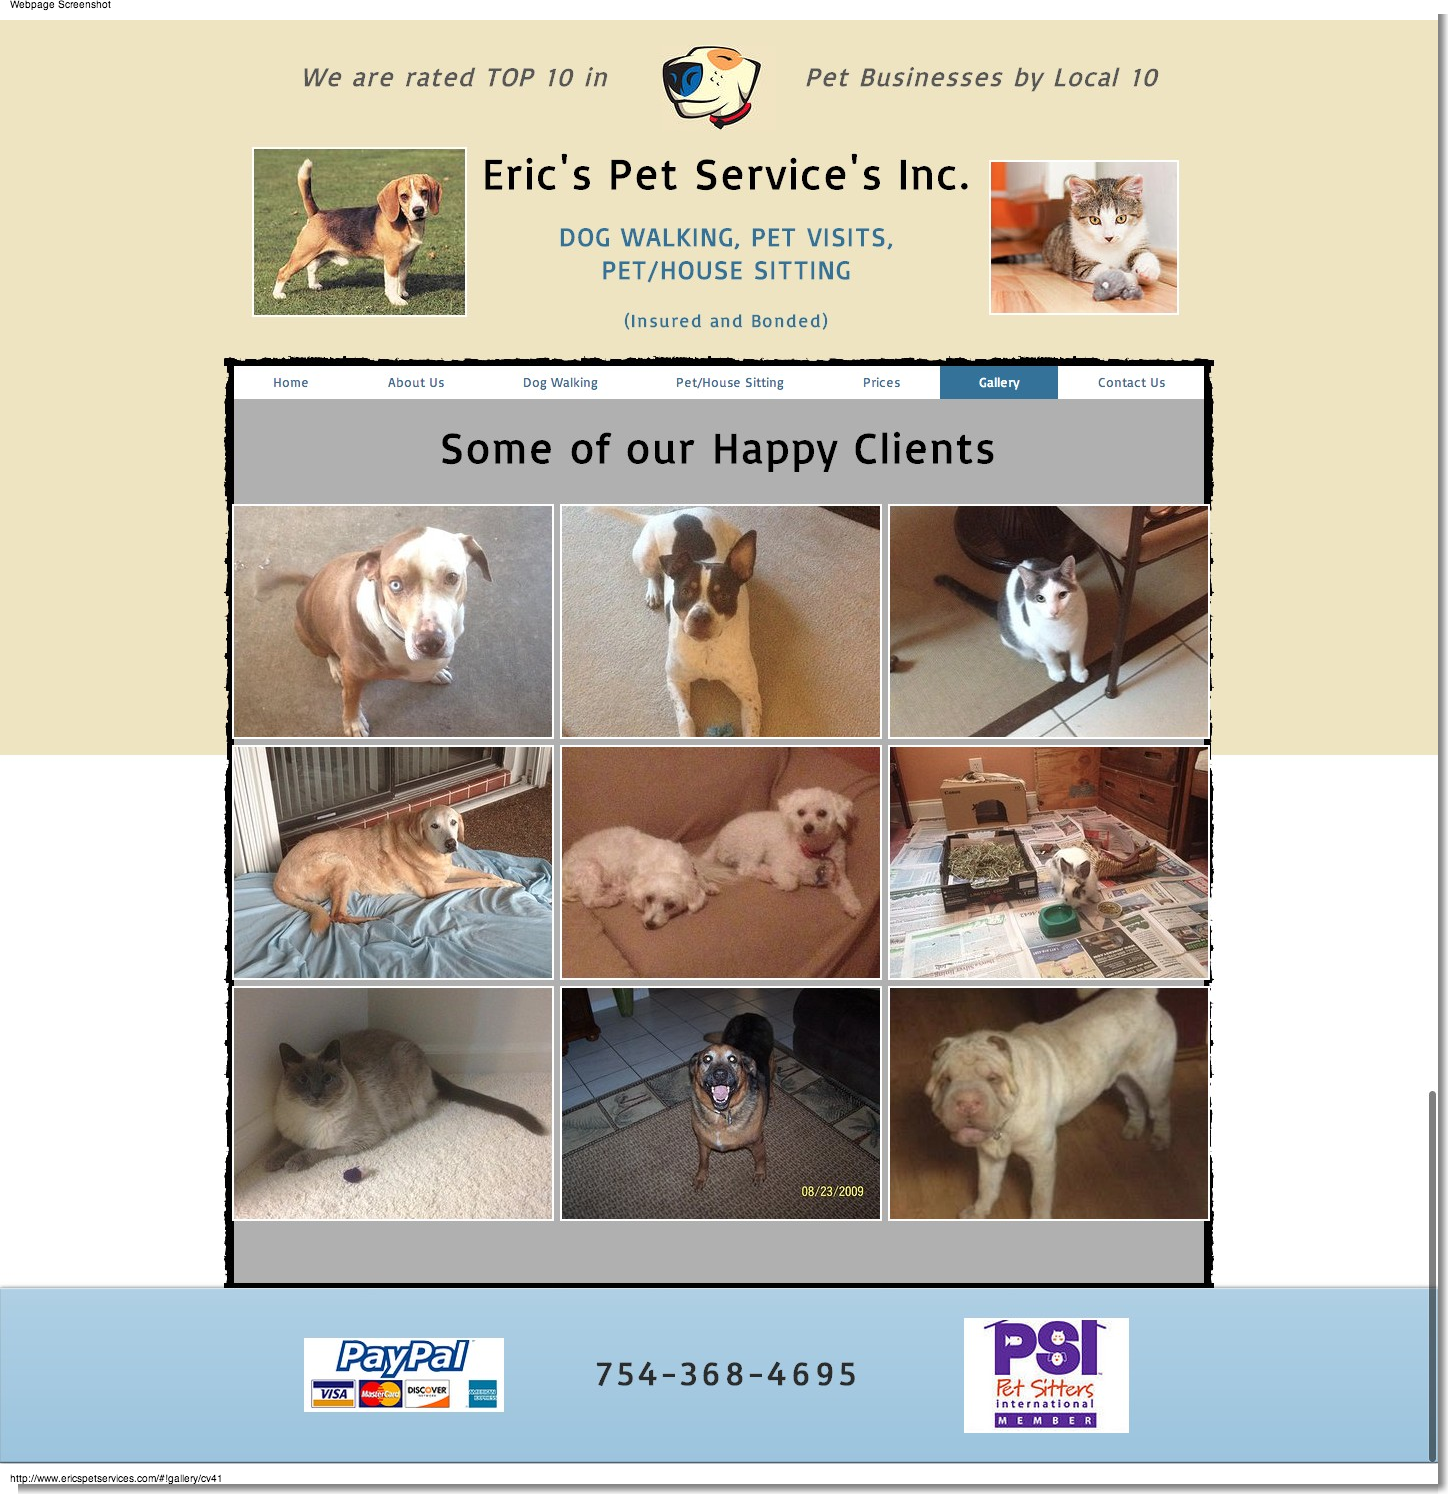 Webpage Screenshot
We are rated TOP 10 in Pet Businesses by Local 10
Eric's Pet Service's Inc.
DOG WALKING, PET VISITS,
PET/HOUSE SITTING
(Insured and Bonded)
Home About Us Dog Walking Pet/House Sitting Prices Gallery Contact Us
Some of our Happy Clients
Canon
08/23/2009
PayPal
VISA MasterCard DISCOVER AMERICAN EXPRESS
754-368-4695
PSI
Pet Sitters
international
MEMBER
http://www.ericspetservices.com/#!gallery/cv41